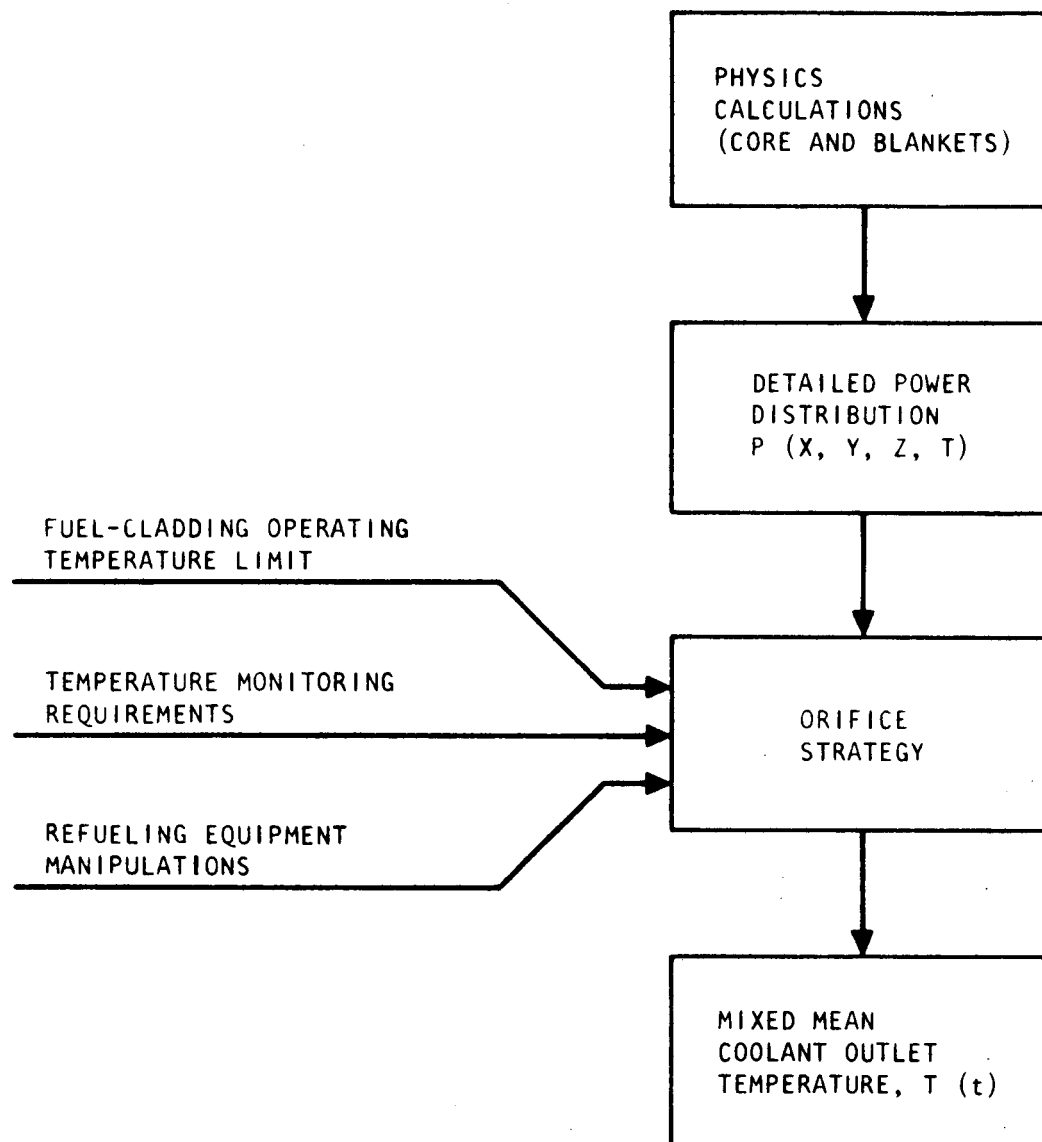 PHYSICS
CALCULATIONS
(CORE AND BLANKETS)
DETAILED POWER
DISTRIBUTION
P (X, Y, Z, T)
FUEL-CLADDING OPERATING
TEMPERATURE LIMIT
TEMPERATURE MONITORING
REQUIREMENTS
REFUELING EQUIPMENT
MANIPULATIONS
ORIFICE
STRATEGY
MIXED MEAN
COOLANT OUTLET
TEMPERATURE, T (t)